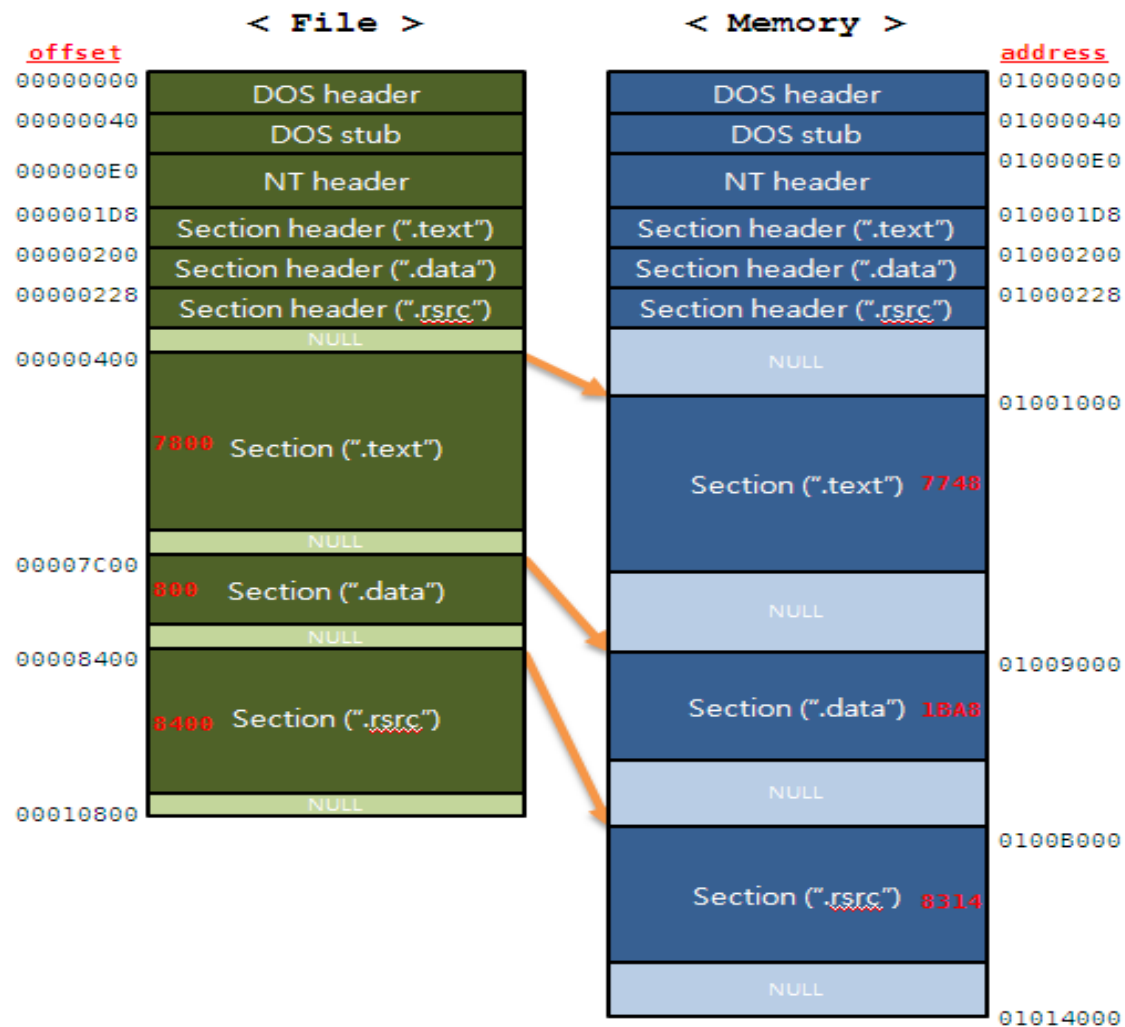 < File >
offset
00000000
DOS header
00000040
DOS stub
000000E0
NT header
000001D8
Section header (“.text”)
00000200
Section header (“.data”)
00000228
Section header (“.rsrc”)
NULL
00000400
7800 Section (“.text”)
NULL
00007C00
800 Section (“.data”)
NULL
00008400
8400 Section (“.rsrc”)
NULL
00010800
< Memory >
address
DOS header
01000000
DOS stub
01000040
NT header
010000E0
Section header (“.text”)
010001D8
Section header (“.data”)
01000200
Section header (“.rsrc”)
01000228
NULL
01001000
Section (“.text”) 7748
NULL
01009000
Section (“.data”) 1BA8
NULL
0100B000
Section (“.rsrc”) 8314
NULL
01014000